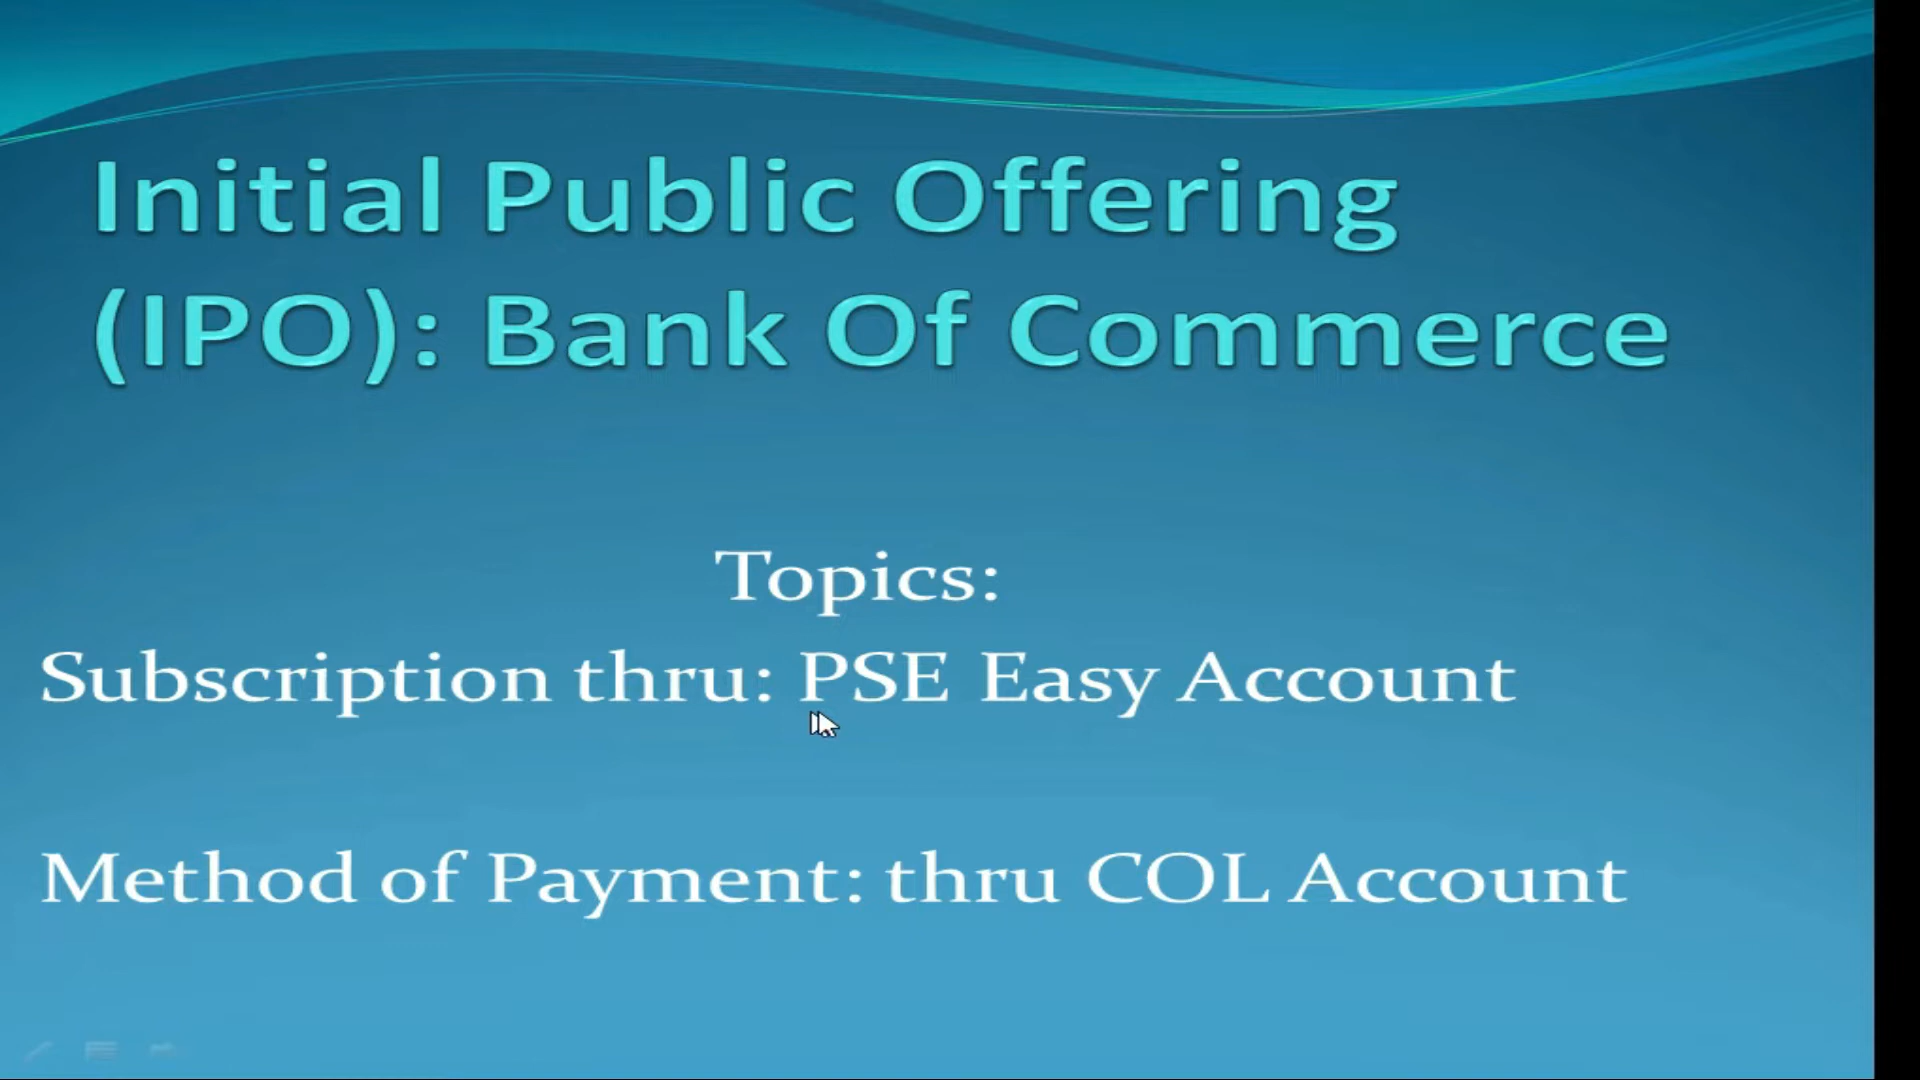 Initial Public Offering
(IPO): Bank Of Commerce
Topics:
Subscription thru: PSE Easy Account
Method of Payment: thru COL Account